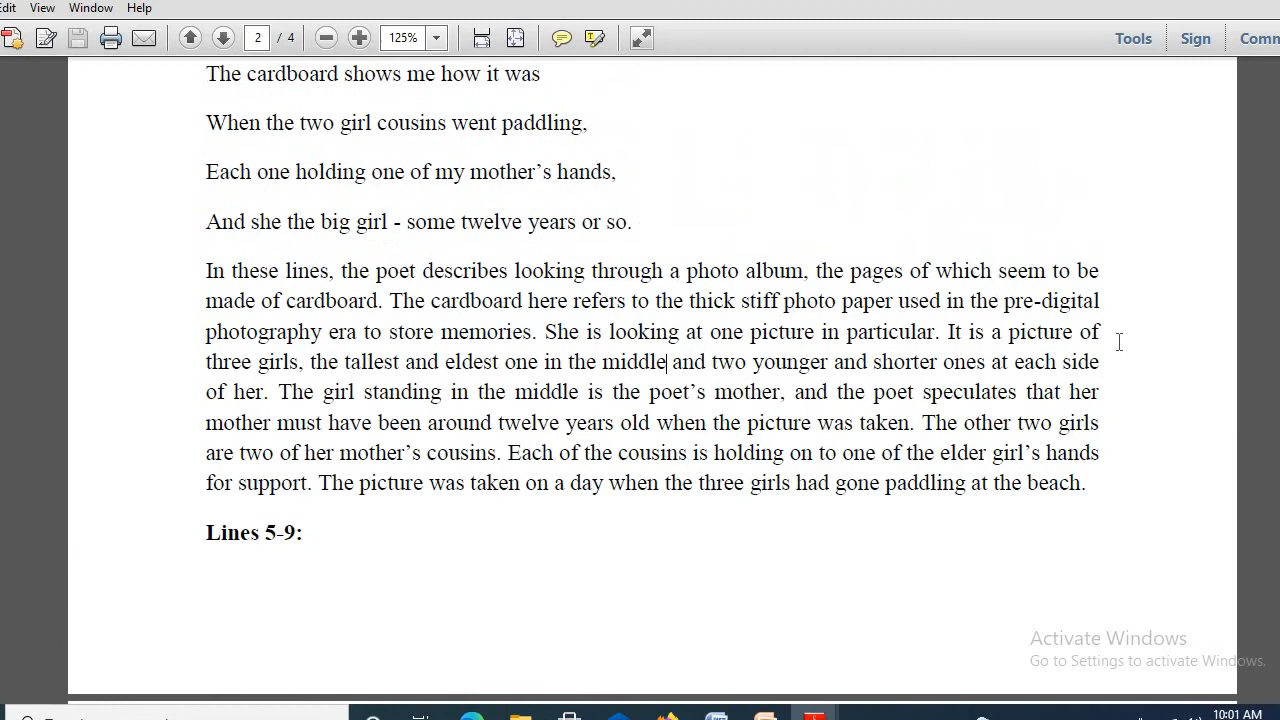 Edit View Window Help
2 / 4 125% Tools Sign Comm
The cardboard shows me how it was
When the two girl cousins went paddling,
Each one holding one of my mother’s hands,
And she the big girl - some twelve years or so.
In these lines, the poet describes looking through a photo album, the pages of which seem to be
made of cardboard. The cardboard here refers to the thick stiff photo paper used in the pre-digital
photography era to store memories. She is looking at one picture in particular. It is a picture of
three girls, the tallest and eldest one in the middle and two younger and shorter ones at each side
of her. The girl standing in the middle is the poet’s mother, and the poet speculates that her
mother must have been around twelve years old when the picture was taken. The other two girls
are two of her mother’s cousins. Each of the cousins is holding on to one of the elder girl’s hands
for support. The picture was taken on a day when the three girls had gone paddling at the beach.
Lines 5-9:
Activate Windows
Go to Settings to activate Windows.
10:01 AM